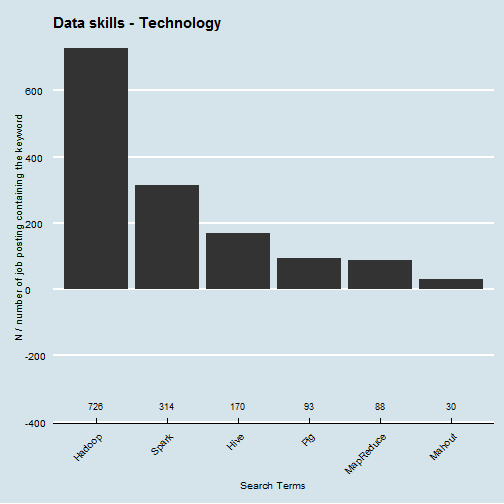 Data skills - Technology
N / number of job posting containing the keyword
600
400
200
0
-200
-400
726 314 170 93 88 30
Hadoop Spark Hive Pig MapReduce Mahout
Search Terms